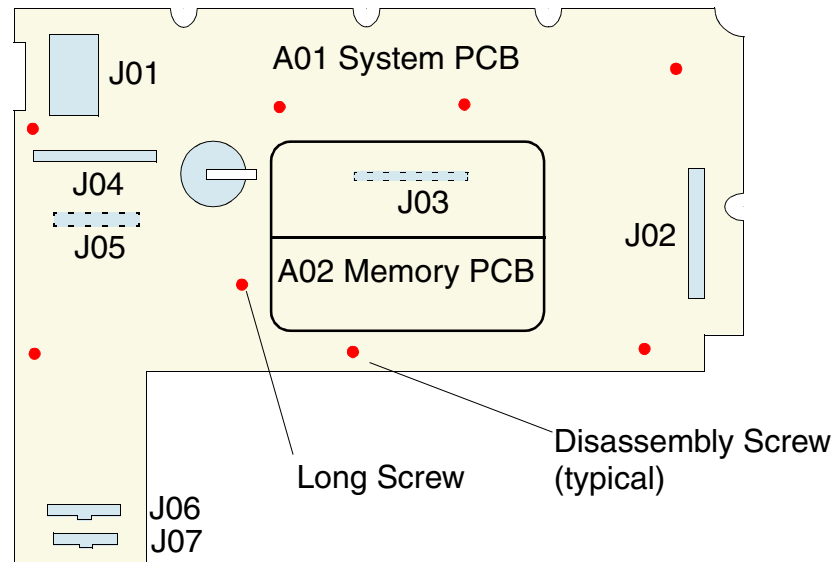 A01 System PCB
J01
J04
J03
J05
J02
A02 Memory PCB
Disassembly Screw
(typical)
Long Screw
J06
J07